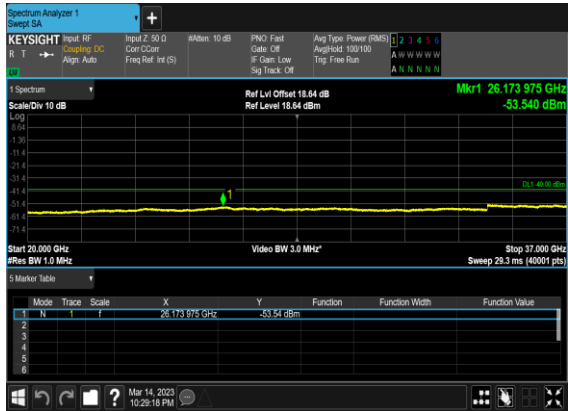 Spectrum Analyzer 1
Swept SA
+
KEYSIGHT Input: RF Input Z: 50 Ω #Atten: 10 dB PNO: Fast Avg Type: Power (RMS) 1 2 3 4 5 6
R T Coupling: DC Corr CCorr Gate: Off Avg|Hold: 100/100 A W W W W W
Align: Auto Freq Ref: Int (S) IF Gain: Low Trig: Free Run
Sig Track: Off A N N N N N
1 Spectrum Ref Lvl Offset 18.64 dB Mkr1 26.173 975 GHz
Scale/Div 10 dB Ref Level 18.64 dBm -53.540 dBm
Log
8.64
-1.36
-11.4
-21.4
-31.4
DL1 -40.00 dBm
-41.4
1
-51.4
-61.4
-71.4
Start 20.000 GHz Video BW 3.0 MHz* Stop 37.000 GHz
#Res BW 1.0 MHz Sweep 29.3 ms (40001 pts)
5 Marker Table
Mode Trace Scale X Y Function Function Width Function Value
1 N 1 f 26.173 975 GHz -53.54 dBm
2
3
4
5
6
? Mar 14, 2023
10:29:18 PM